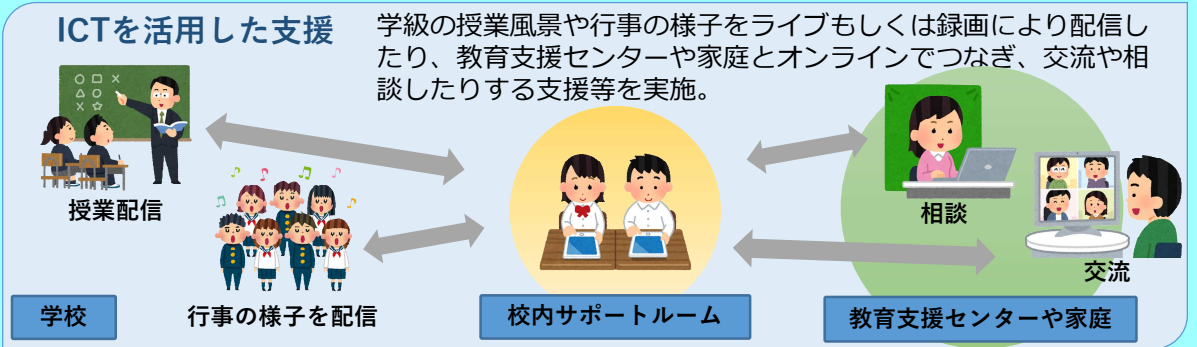 ICTを活用した支援
学級の授業風景や行事の様子をライブもしくは録画により配信し
たり、教育支援センターや家庭とオンラインでつなぎ、交流や相
談したりする支援等を実施。
授業配信
行事の様子を配信
相談
交流
学校
校内サポートルーム
教育支援センターや家庭